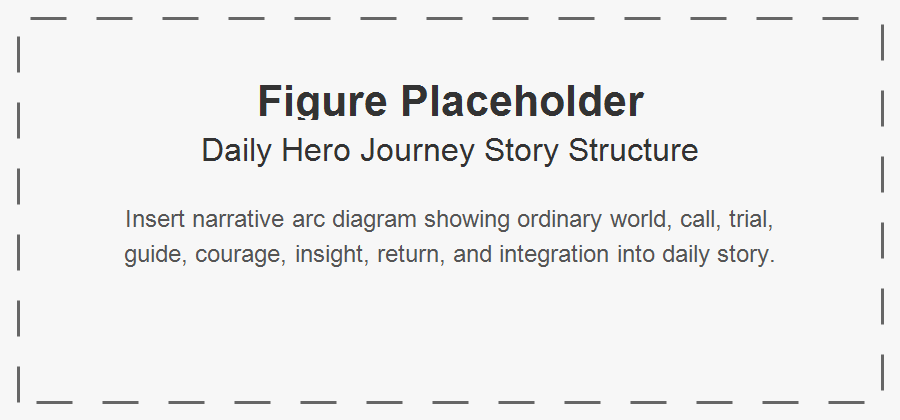 Figure Placeholder
Daily Hero Journey Story Structure
Insert narrative arc diagram showing ordinary world, call, trial,
guide, courage, insight, return, and integration into daily story.